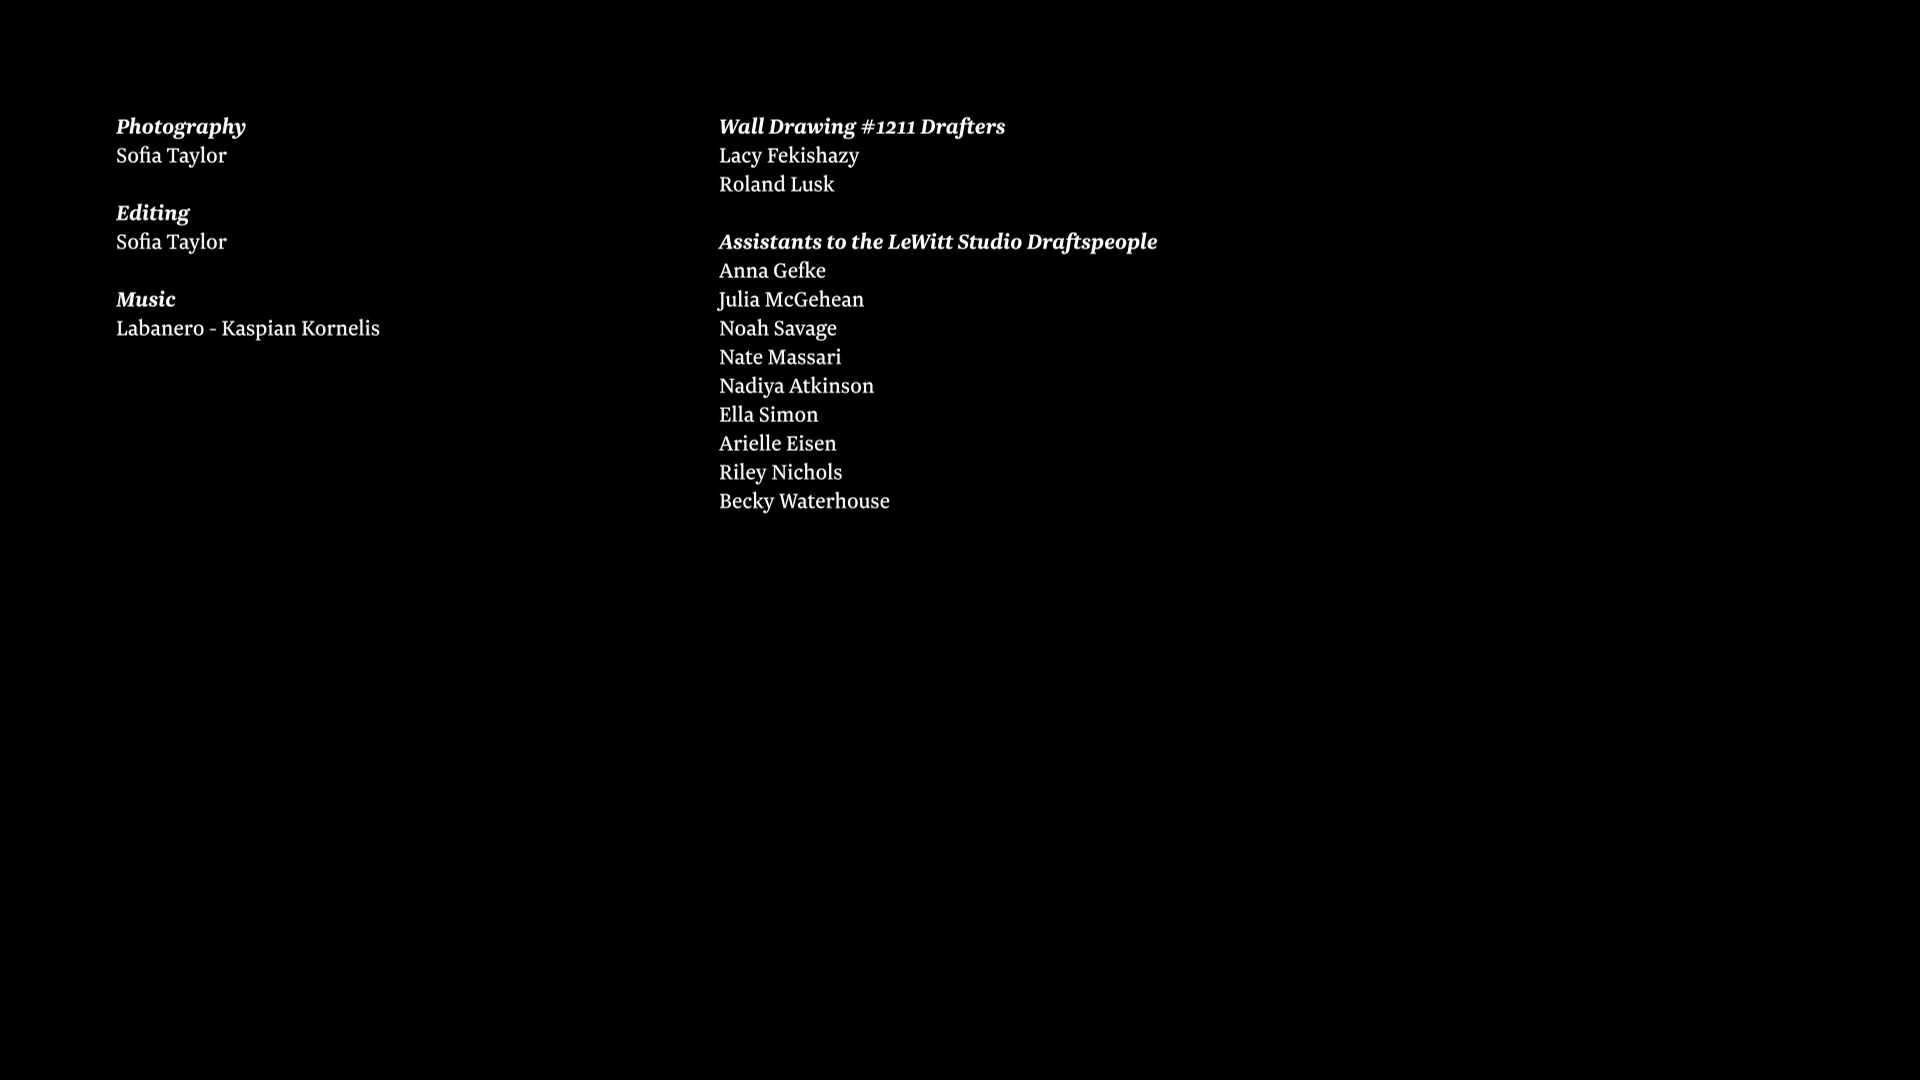 Photography
Sofia Taylor
Editing
Sofia Taylor
Music
Labanero - Kaspian Kornelis
Wall Drawing #1211 Drafters
Lacy Fekishazy
Roland Lusk
Assistants to the LeWitt Studio Draftspeople
Anna Gefke
Julia McGehean
Noah Savage
Nate Massari
Nadiya Atkinson
Ella Simon
Arielle Eisen
Riley Nichols
Becky Waterhouse